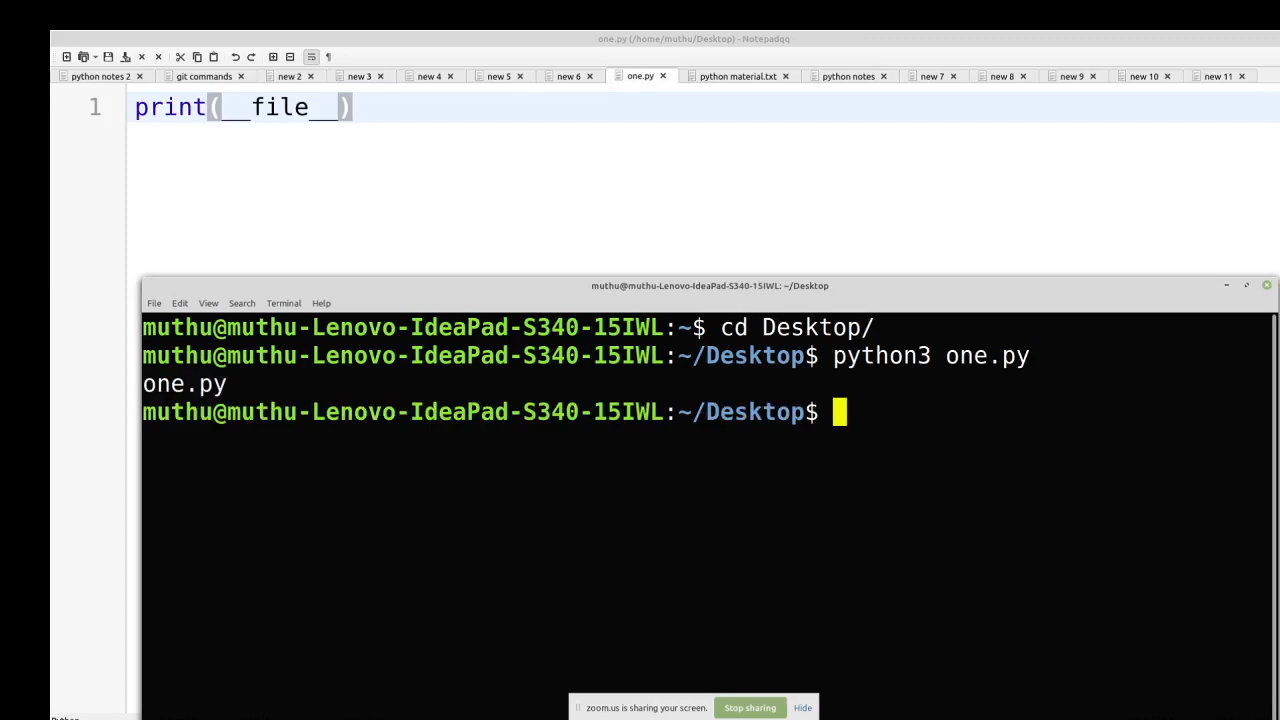 one.py (/home/muthu/Desktop) - Notepadqq
python notes 2 git commands new 2 new 3 new 4 new 5 new 6 one.py python material.txt python notes new 7 new 8 new 9 new 10 new 11
1 print(__file__)
muthu@muthu-Lenovo-IdeaPad-S340-15IWL: ~/Desktop
File Edit View Search Terminal Help
muthu@muthu-Lenovo-IdeaPad-S340-15IWL:~$ cd Desktop/
muthu@muthu-Lenovo-IdeaPad-S340-15IWL:~/Desktop$ python3 one.py
one.py
muthu@muthu-Lenovo-IdeaPad-S340-15IWL:~/Desktop$
zoom.us is sharing your screen. Stop sharing Hide